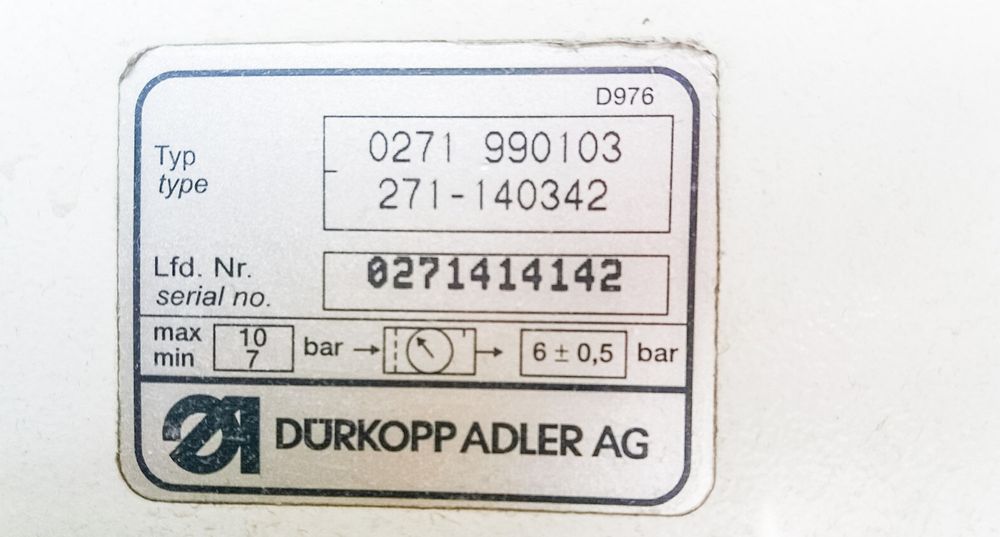 D976
Typ
type
0271 990103
271-140342
Lfd. Nr.
serial no.
0271414142
max 10 bar 6 ± 0,5 bar
min 7
DÜRKOPP ADLER AG